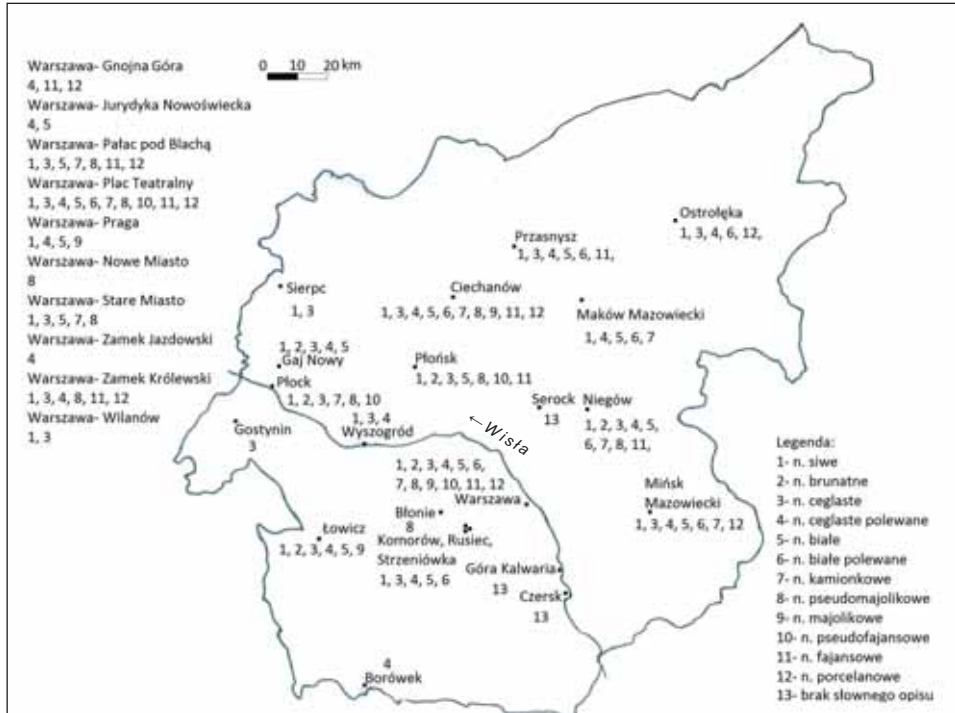 Warszawa- Gnojna Góra
4, 11, 12
Warszawa- Jurydyka Nowoświecka
4, 5
Warszawa- Pałac pod Blachą
1, 3, 5, 7, 8, 11, 12
Warszawa- Plac Teatralny
1, 3, 4, 5, 6, 7, 8, 10, 11, 12
Warszawa- Praga
1, 4, 5, 9
Warszawa- Nowe Miasto
8
Warszawa- Stare Miasto
1, 3, 5, 7, 8
Warszawa- Zamek Jazdowski
4
Warszawa- Zamek Królewski
1, 3, 4, 8, 11, 12
Warszawa- Wilanów
1, 3
0 10 20 km
Ostrołęka
1, 3, 4, 6, 12,
Przasnysz
1, 3, 4, 5, 6, 11,
Sierpc
1, 3
Ciechanów
1, 3, 4, 5, 6, 7, 8, 9, 11, 12
Maków Mazowiecki
1, 4, 5, 6, 7
1, 2, 3, 4, 5
Gaj Nowy
Płońsk
1, 2, 3, 5, 8, 10, 11
Płock
1, 2, 3, 7, 8, 10
Serock
13
Niegów
1, 2, 3, 4, 5,
6, 7, 8, 11,
Gostynin
3
1, 3, 4
Wyszogród
←Wisła
1, 2, 3, 4, 5, 6,
7, 8, 9, 10, 11, 12
Warszawa
Mińsk
Mazowiecki
1, 3, 4, 5, 6, 7, 12
Błonie
8
Łowicz
1, 2, 3, 4, 5, 9
Komorów, Rusiec,
Strzeniówka
1, 3, 4, 5, 6
Góra Kalwaria
13
Czersk
13
4
Borówek
Legenda:
1- n. siwe
2- n. brunatne
3- n. ceglaste
4- n. ceglaste polewane
5- n. białe
6- n. białe polewane
7- n. kamionkowe
8- n. pseudomajolikowe
9- n. majolikowe
10- n. pseudofajansowe
11- n. fajansowe
12- n. porcelanowe
13- brak słownego opisu